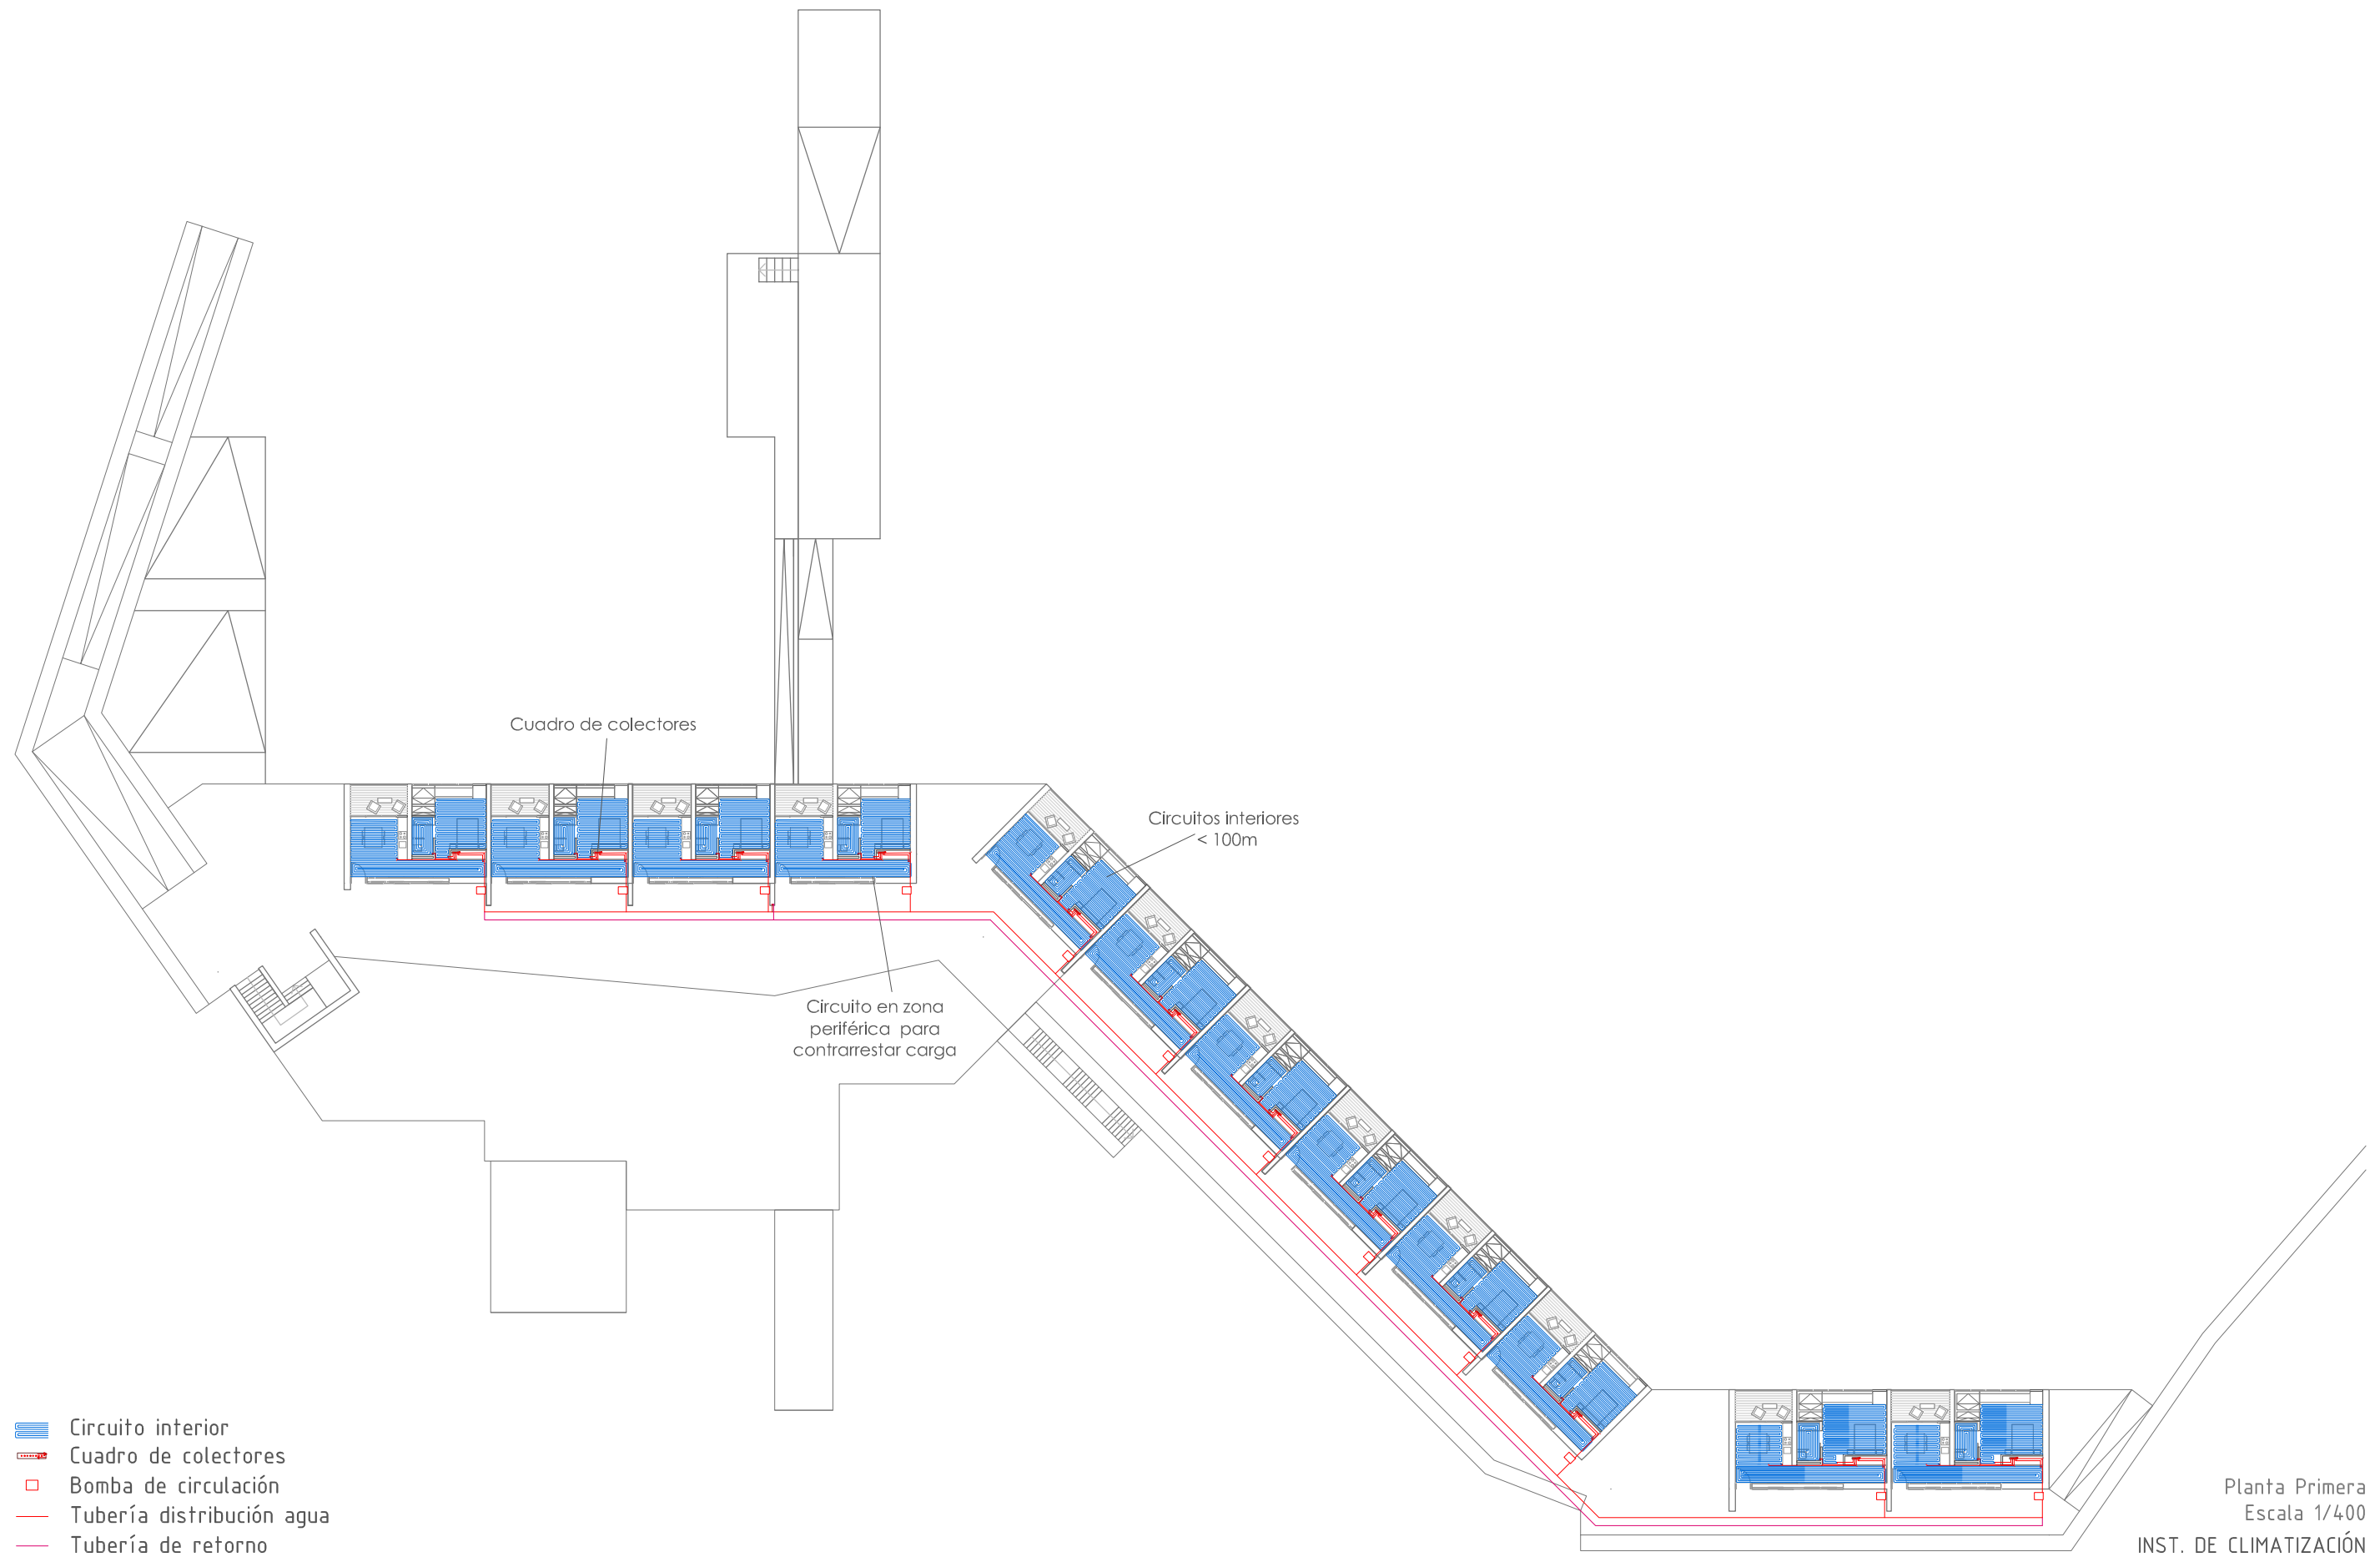 Cuadro de colectores
Circuitos interiores
< 100m
Circuito en zona
periférica para
contrarrestar carga
Circuito interior
Cuadro de colectores
Bomba de circulación
Tubería distribución agua
Tubería de retorno
Planta Primera
Escala 1/400
INST. DE CLIMATIZACIÓN